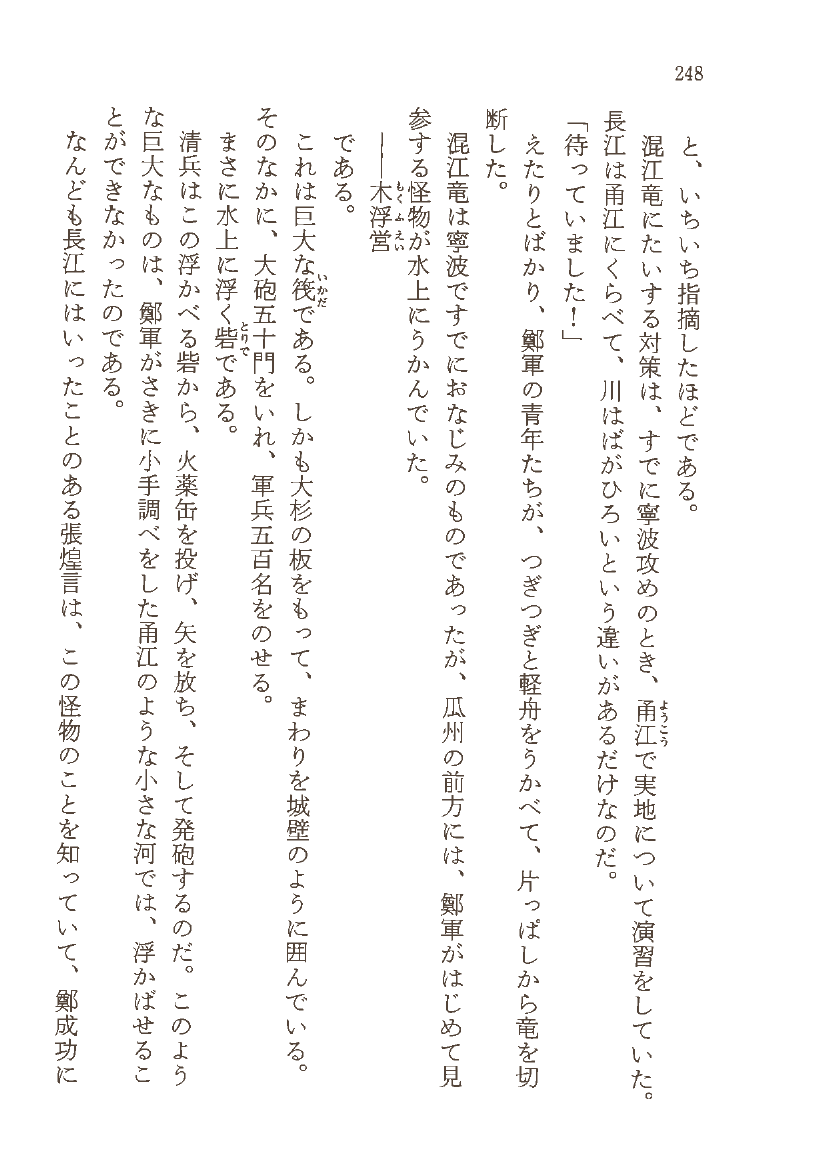 248
と、いちいち指摘したほどである。
混江竜にたいする対策は、すでに寧波攻めのとき、甬江で実地について演習をしていた。
長江は甬江にくらべて、川はばがひろいという違いがあるだけなのだ。
「待っていました！」
えたりとばかり、鄭軍の青年たちが、つぎつぎと軽舟をうかべて、片っぱしから竜を切
断した。
混江竜は寧波ですでにおなじみのものであったが、瓜州の前方には、鄭軍がはじめて見
参する怪物が水上にうかんでいた。
――木浮営
である。
これは巨大な筏である。しかも大杉の板をもって、まわりを城壁のように囲んでいる。
そのなかに、大砲五十門をいれ、軍兵五百名をのせる。
まさに水上に浮く砦である。
清兵はこの浮かべる砦から、火薬缶を投げ、矢を放ち、そして発砲するのだ。このよう
な巨大なものは、鄭軍がさきに小手調べをした甬江のような小さな河では、浮かばせるこ
とができなかったのである。
なんども長江にはいったことのある張煌言は、この怪物のことを知っていて、鄭成功に
ようこう
もくふえい
いかだ
とりで